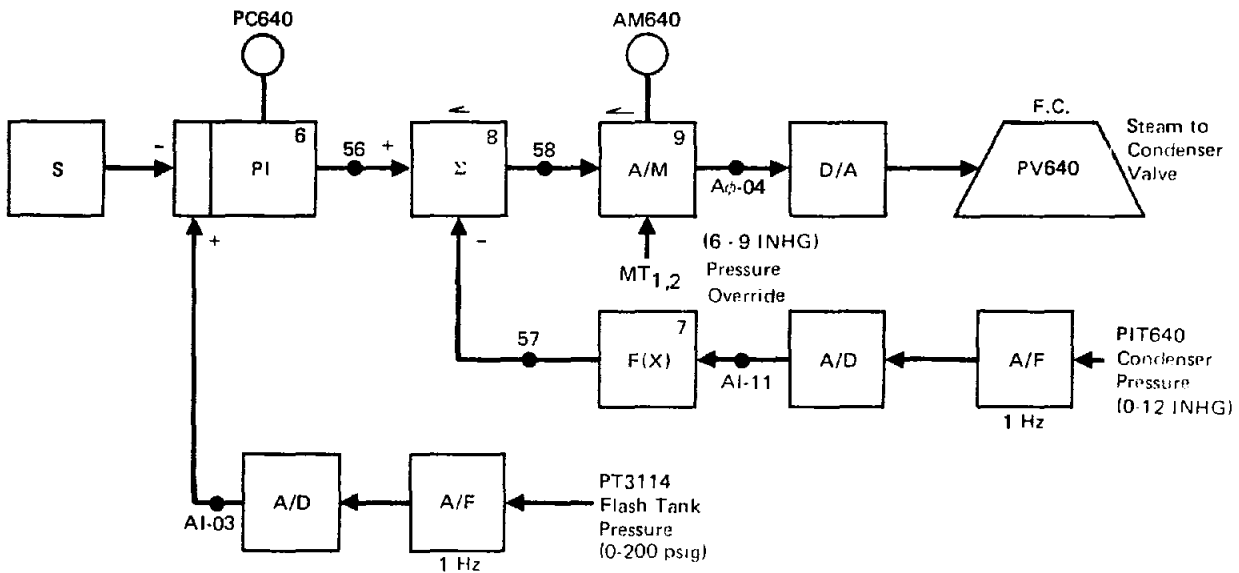 PC640
AM640
S
-
PI
6
56
+
Σ
8
58
A/M
9
Aϕ-04
D/A
F.C.
PV640
Steam to
Condenser
Valve
+
-
MT1,2
(6 - 9 INHG)
Pressure
Override
57
F(X)
7
AI-11
A/D
A/F
1 Hz
PIT640
Condenser
Pressure
(0-12 INHG)
AI-03
A/D
A/F
1 Hz
PT3114
Flash Tank
Pressure
(0-200 psig)